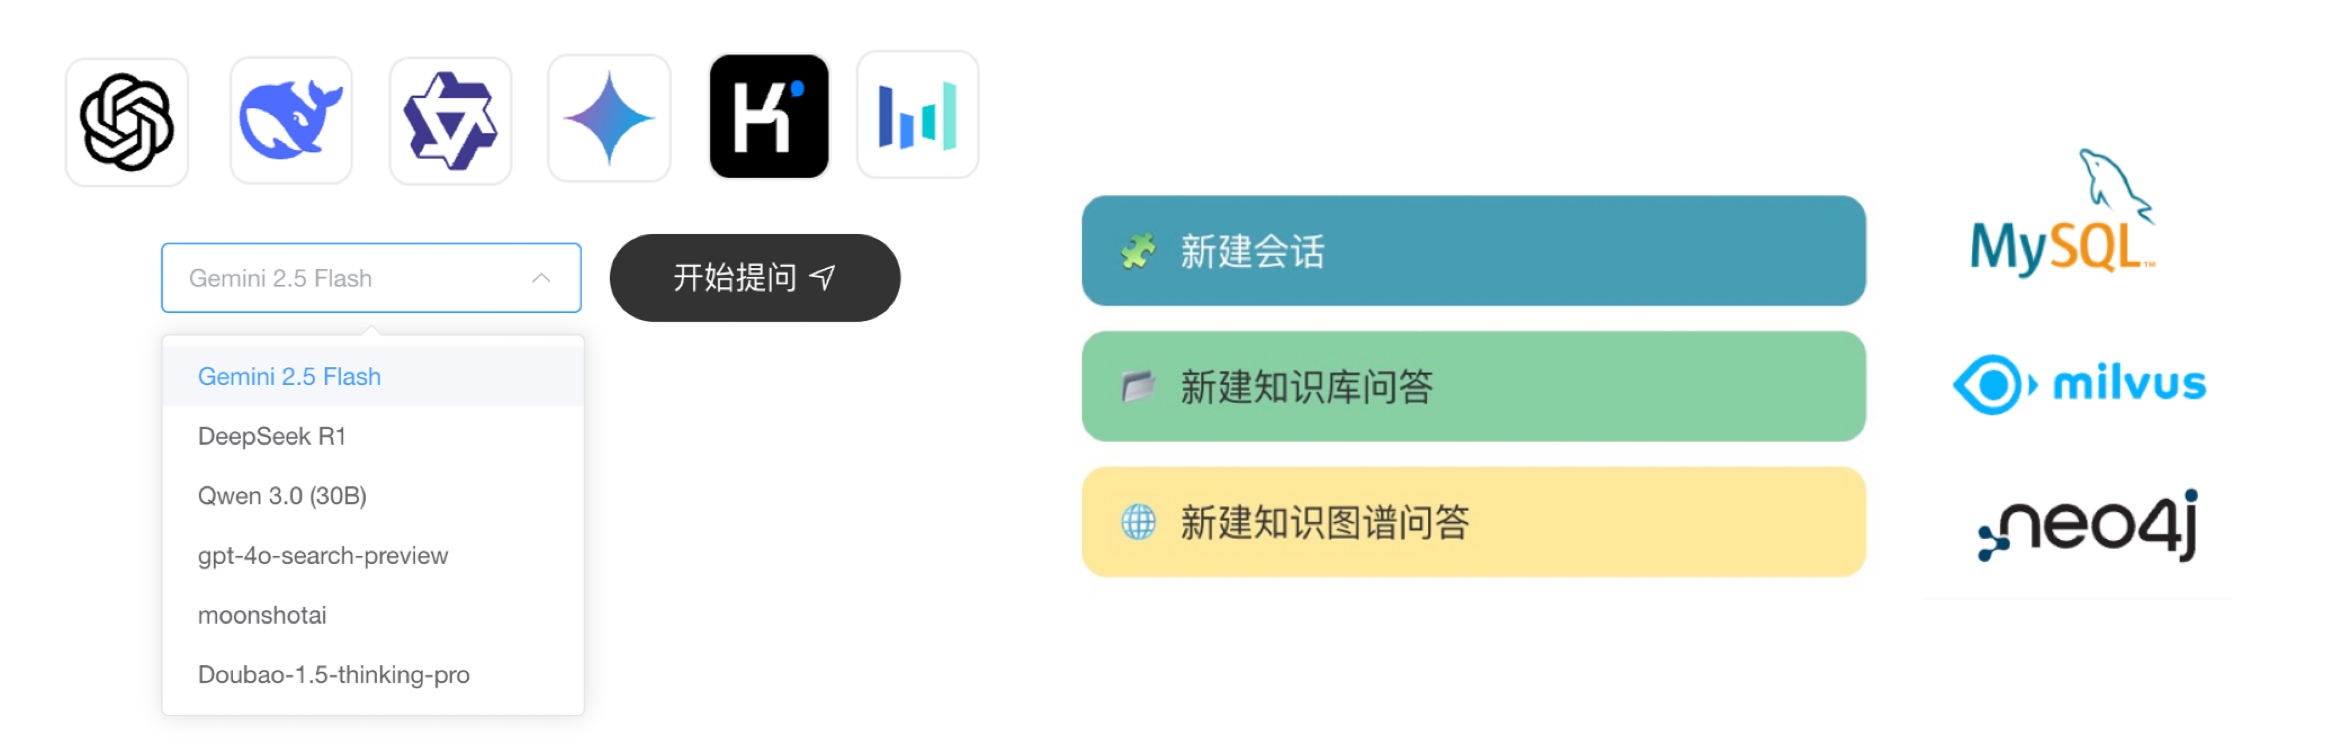 Gemini 2.5 Flash
开始提问
Gemini 2.5 Flash
DeepSeek R1
Qwen 3.0 (30B)
gpt-4o-search-preview
moonshotai
Doubao-1.5-thinking-pro
新建会话
新建知识库问答
新建知识图谱问答
MySQL™
milvus
neo4j
K